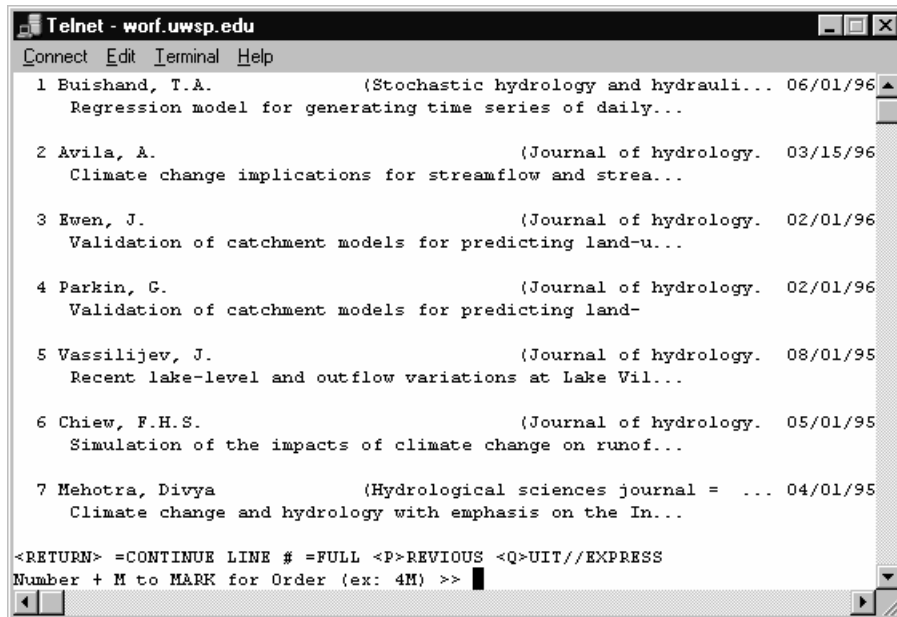 Telnet - worf.uwsp.edu
Connect Edit Terminal Help
1 Buishand, T.A. (Stochastic hydrology and hydrauli... 06/01/96
Regression model for generating time series of daily...
2 Avila, A. (Journal of hydrology. 03/15/96
Climate change implications for streamflow and strea...
3 Ewen, J. (Journal of hydrology. 02/01/96
Validation of catchment models for predicting land-u...
4 Parkin, G. (Journal of hydrology. 02/01/96
Validation of catchment models for predicting land-
5 Vassilijev, J. (Journal of hydrology. 08/01/95
Recent lake-level and outflow variations at Lake Vil...
6 Chiew, F.H.S. (Journal of hydrology. 05/01/95
Simulation of the impacts of climate change on runof...
7 Mehotra, Divya (Hydrological sciences journal = ... 04/01/95
Climate change and hydrology with emphasis on the In...
<RETURN> =CONTINUE LINE # =FULL <P>REVIOUS <Q>UIT//EXPRESS
Number + M to MARK for Order (ex: 4M) >>